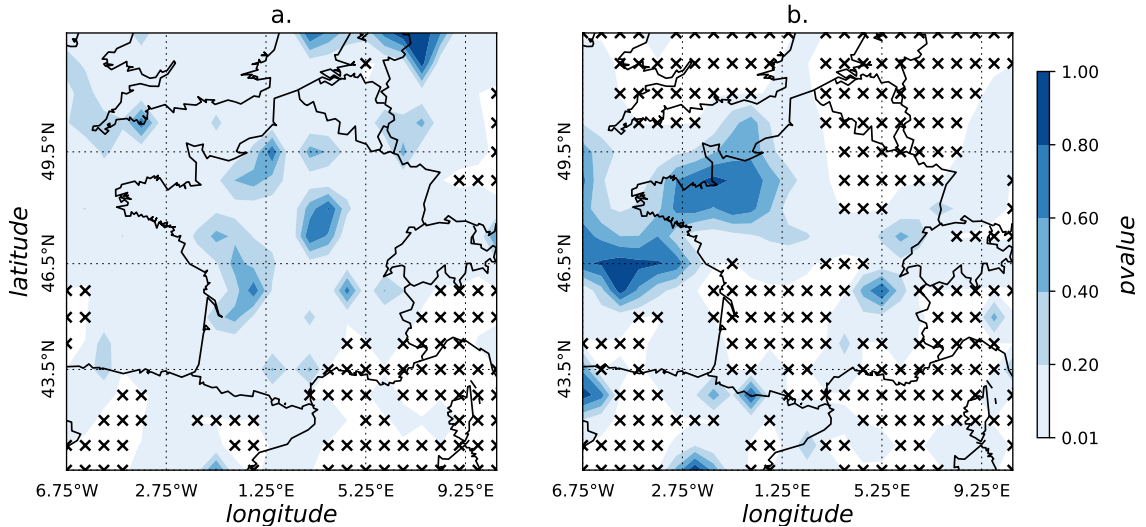 a.
b.
49.5°N
46.5°N
43.5°N
latitude
6.75°W
2.75°W
1.25°E
5.25°E
9.25°E
longitude
49.5°N
46.5°N
43.5°N
6.75°W
2.75°W
1.25°E
5.25°E
9.25°E
longitude
1.00
0.80
0.60
0.40
0.20
0.01
pvalue